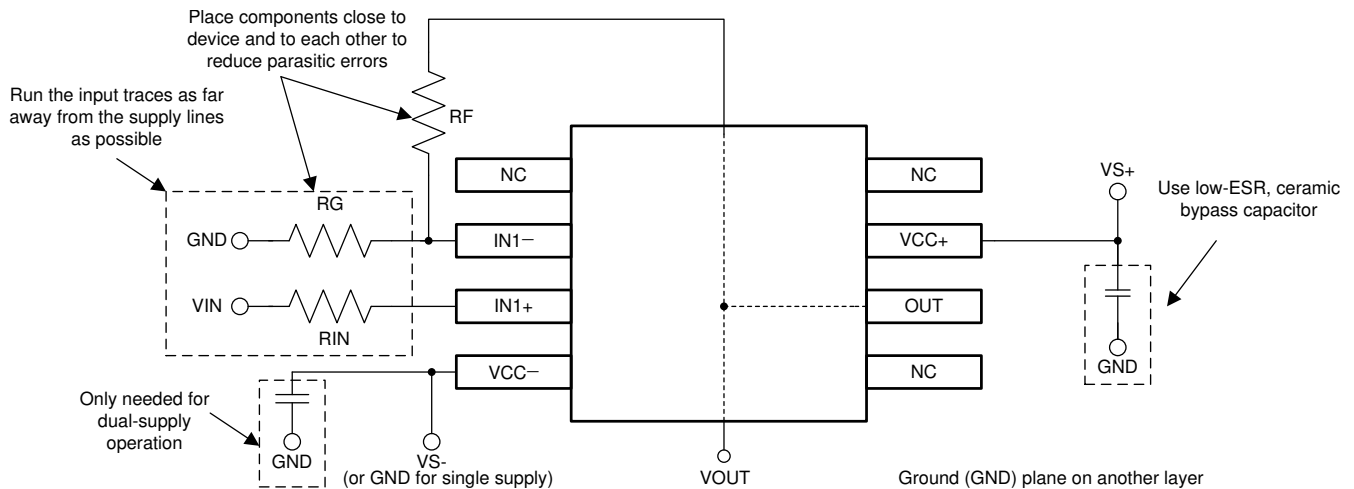 Place components close to
device and to each other to
reduce parasitic errors
Run the input traces as far
away from the supply lines
as possible
RF
NC
NC
VS+
Use low-ESR, ceramic
bypass capacitor
RG
GND
IN1−
VCC+
VIN
IN1+
OUT
RIN
GND
VCC−
NC
Only needed for
dual-supply
operation
GND
VS-
(or GND for single supply)
VOUT
Ground (GND) plane on another layer